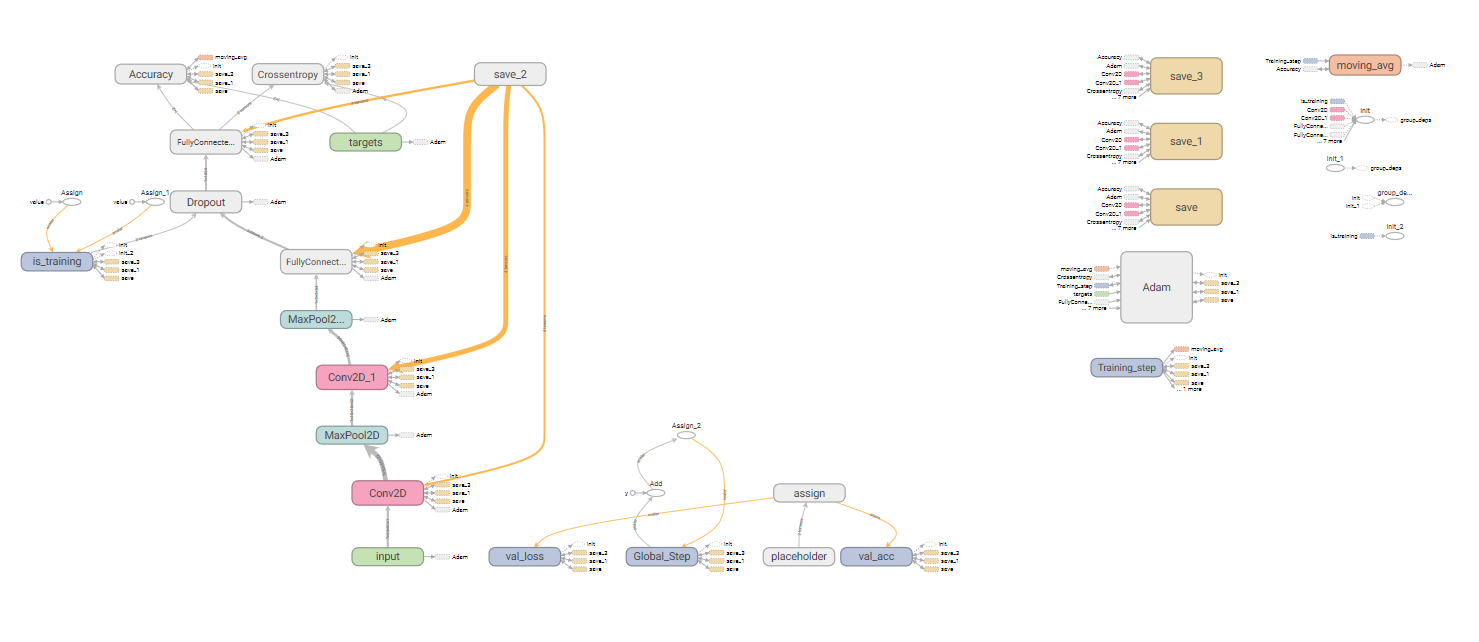 Accuracy
moving_avg
Init
save_3
save_1
save
Crossentropy
Init
save_3
save_1
save
Adam
save_2
FullyConnecte...
Init
save_3
save_1
save
Adam
targets
Adam
Assign
value
Assign_1
value
Dropout
Adam
is_training
Init
Init_2
save_3
save_1
save
FullyConnect...
Init
save_3
save_1
save
Adam
MaxPool2...
Adam
Conv2D_1
Init
save_3
save_1
save
Adam
MaxPool2D
Adam
Conv2D
Init
save_3
save_1
save
Adam
input
Adam
Assign_2
Add
y
assign
val_loss
Init
save_3
save_1
save
Global_Step
Init
save_3
save_1
save
placeholder
val_acc
Init
save_3
save_1
save
Accuracy
Adam
Conv2D
Conv2D_1
Crossentropy
... 7 more
save_3
Accuracy
Adam
Conv2D
Conv2D_1
Crossentropy
... 7 more
save_1
Accuracy
Adam
Conv2D
Conv2D_1
Crossentropy
... 7 more
save
moving_avg
Crossentropy
Training_step
targets
FullyConne...
... 7 more
Adam
Init
save_3
save_1
save
Training_step
moving_avg
Init
save_3
save_1
save
... 1 more
Training_step
Accuracy
moving_avg
Adam
is_training
Conv2D
Conv2D_1
FullyConne...
FullyConne...
... 7 more
Init
group_deps
Init_1
group_deps
group_de...
Init
Init_1
Init_2
is_training